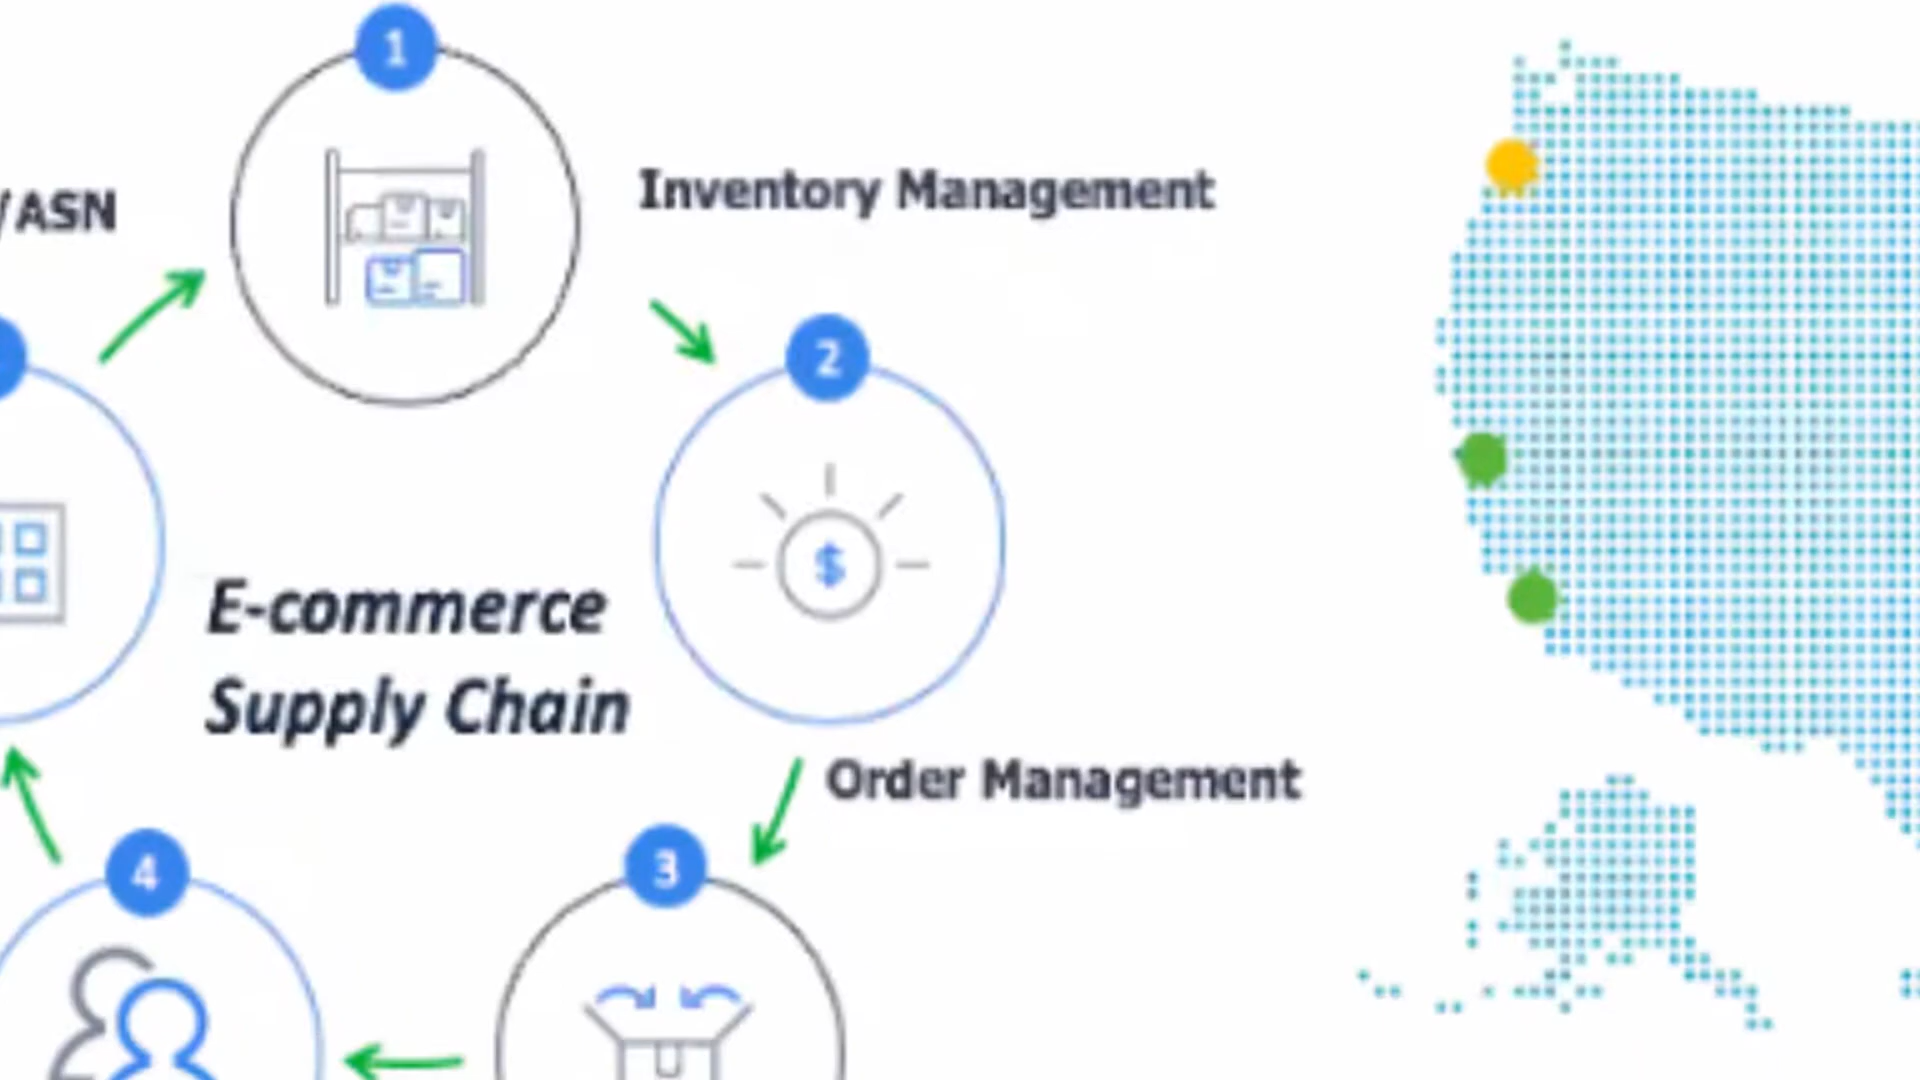 1
/ASN
Inventory Management
2
$
E-commerce
Supply Chain
Order Management
3
4